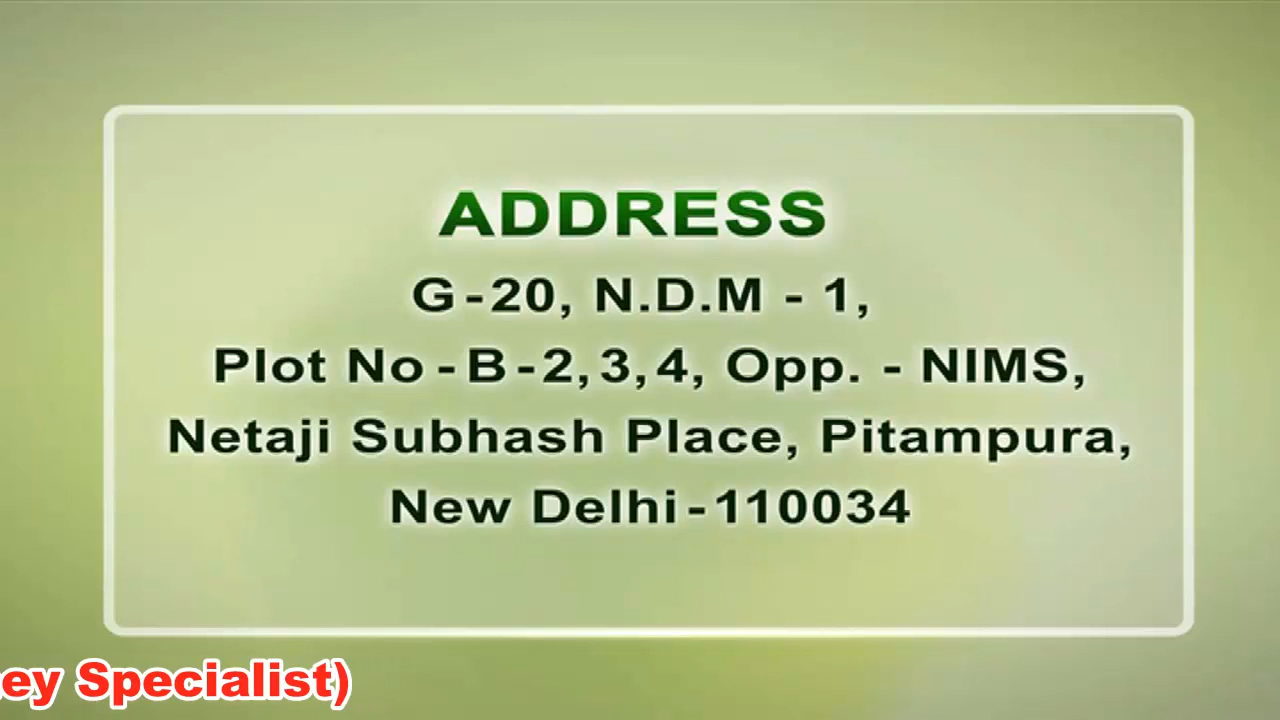 ADDRESS
G-20, N.D.M - 1,
Plot No-B-2,3,4, Opp. - NIMS,
Netaji Subhash Place, Pitampura,
New Delhi-110034
ey Specialist)